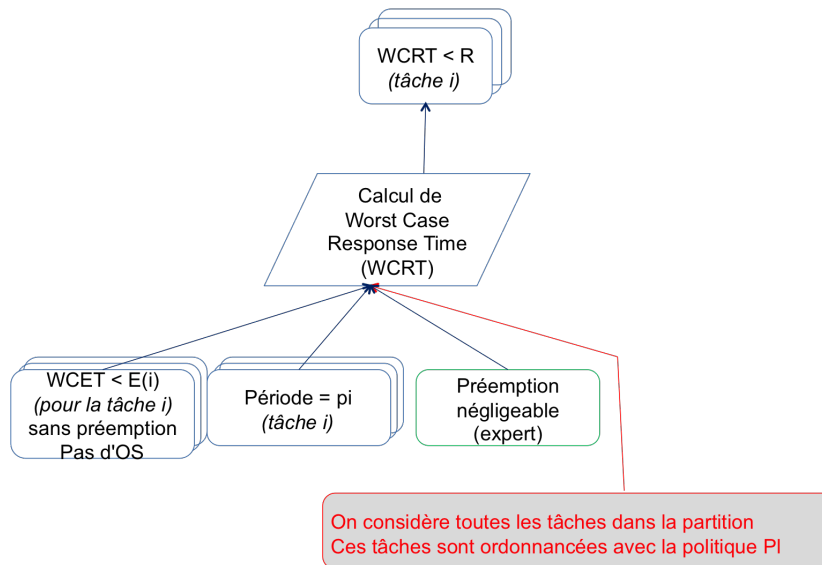 WCRT < R
(tâche i)
Calcul de
Worst Case
Response Time
(WCRT)
WCET < E(i)
(pour la tâche i)
sans préemption
Pas d'OS
Période = pi
(tâche i)
Préemption
négligeable
(expert)
On considère toutes les tâches dans la partition
Ces tâches sont ordonnancées avec la politique Pl